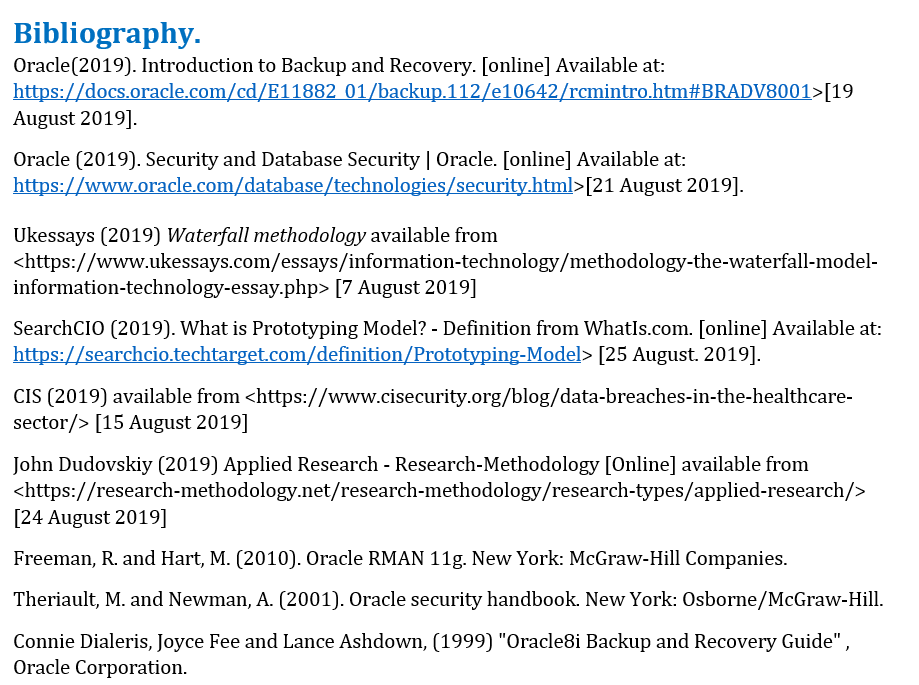 Bibliography.
Oracle(2019). Introduction to Backup and Recovery. [online] Available at:
https://docs.oracle.com/cd/E11882_01/backup.112/e10642/rcmintro.htm#BRADV8001>[19
August 2019].
Oracle (2019). Security and Database Security | Oracle. [online] Available at:
https://www.oracle.com/database/technologies/security.html>[21 August 2019].
Ukessays (2019) Waterfall methodology available from
<https://www.ukessays.com/essays/information-technology/methodology-the-waterfall-model-
information-technology-essay.php> [7 August 2019]
SearchCIO (2019). What is Prototyping Model? - Definition from WhatIs.com. [online] Available at:
https://searchcio.techtarget.com/definition/Prototyping-Model> [25 August. 2019].
CIS (2019) available from <https://www.cisecurity.org/blog/data-breaches-in-the-healthcare-
sector/> [15 August 2019]
John Dudovskiy (2019) Applied Research - Research-Methodology [Online] available from
<https://research-methodology.net/research-methodology/research-types/applied-research/>
[24 August 2019]
Freeman, R. and Hart, M. (2010). Oracle RMAN 11g. New York: McGraw-Hill Companies.
Theriault, M. and Newman, A. (2001). Oracle security handbook. New York: Osborne/McGraw-Hill.
Connie Dialeris, Joyce Fee and Lance Ashdown, (1999) "Oracle8i Backup and Recovery Guide" ,
Oracle Corporation.